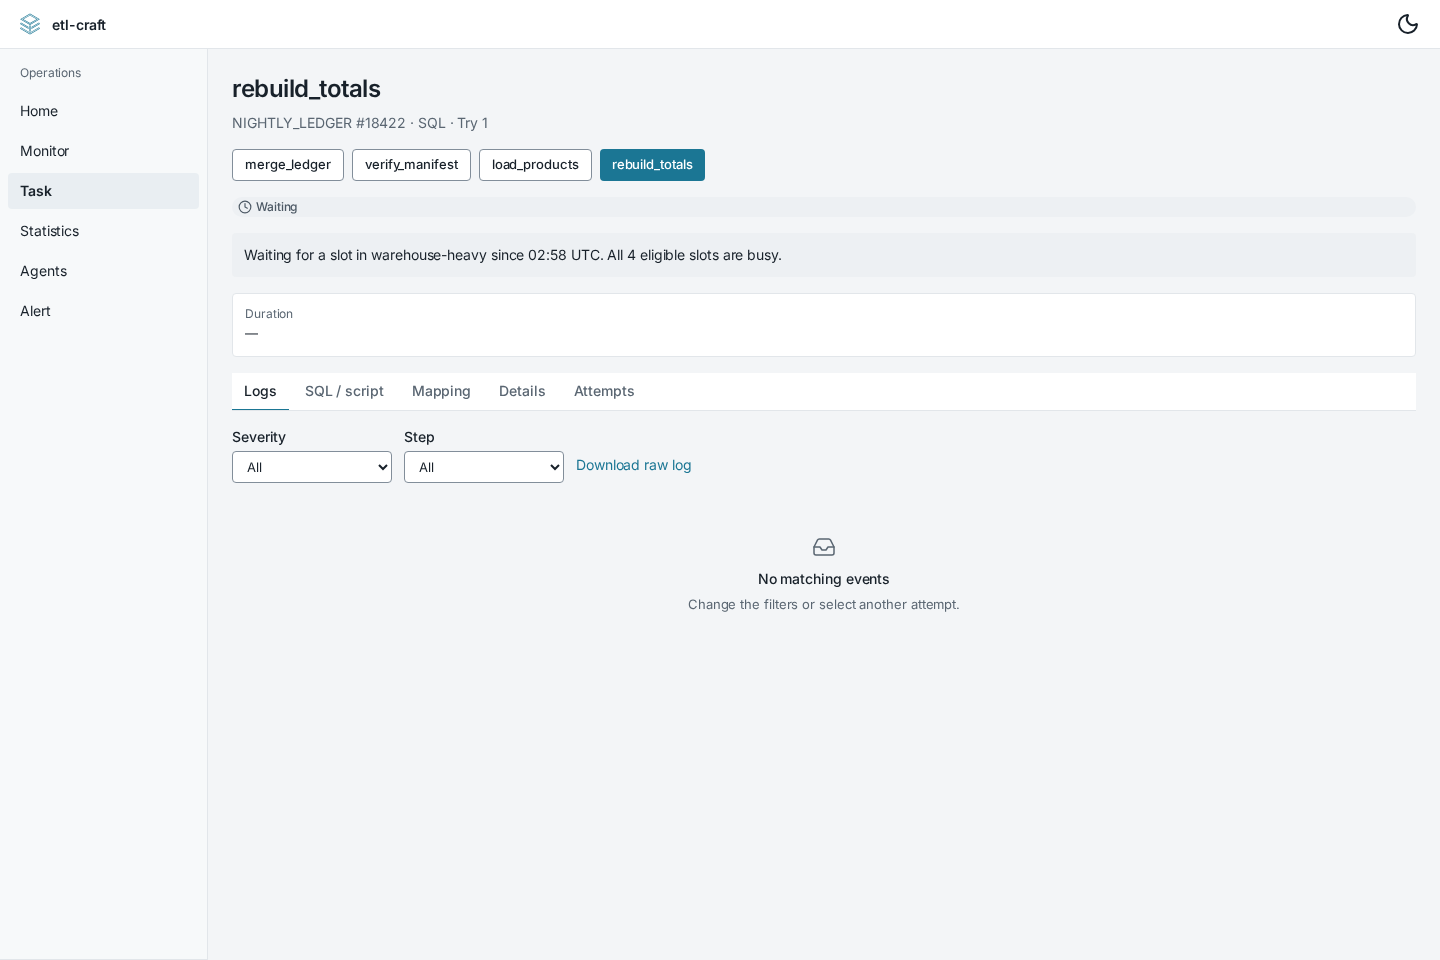 etl-craft
Operations
Home
Monitor
Task
Statistics
Agents
Alert
rebuild_totals
NIGHTLY_LEDGER #18422 · SQL · Try 1
merge_ledger verify_manifest load_products rebuild_totals
Waiting
Waiting for a slot in warehouse-heavy since 02:58 UTC. All 4 eligible slots are busy.
Duration
—
Logs SQL / script Mapping Details Attempts
Severity Step
All All Download raw log
No matching events
Change the filters or select another attempt.